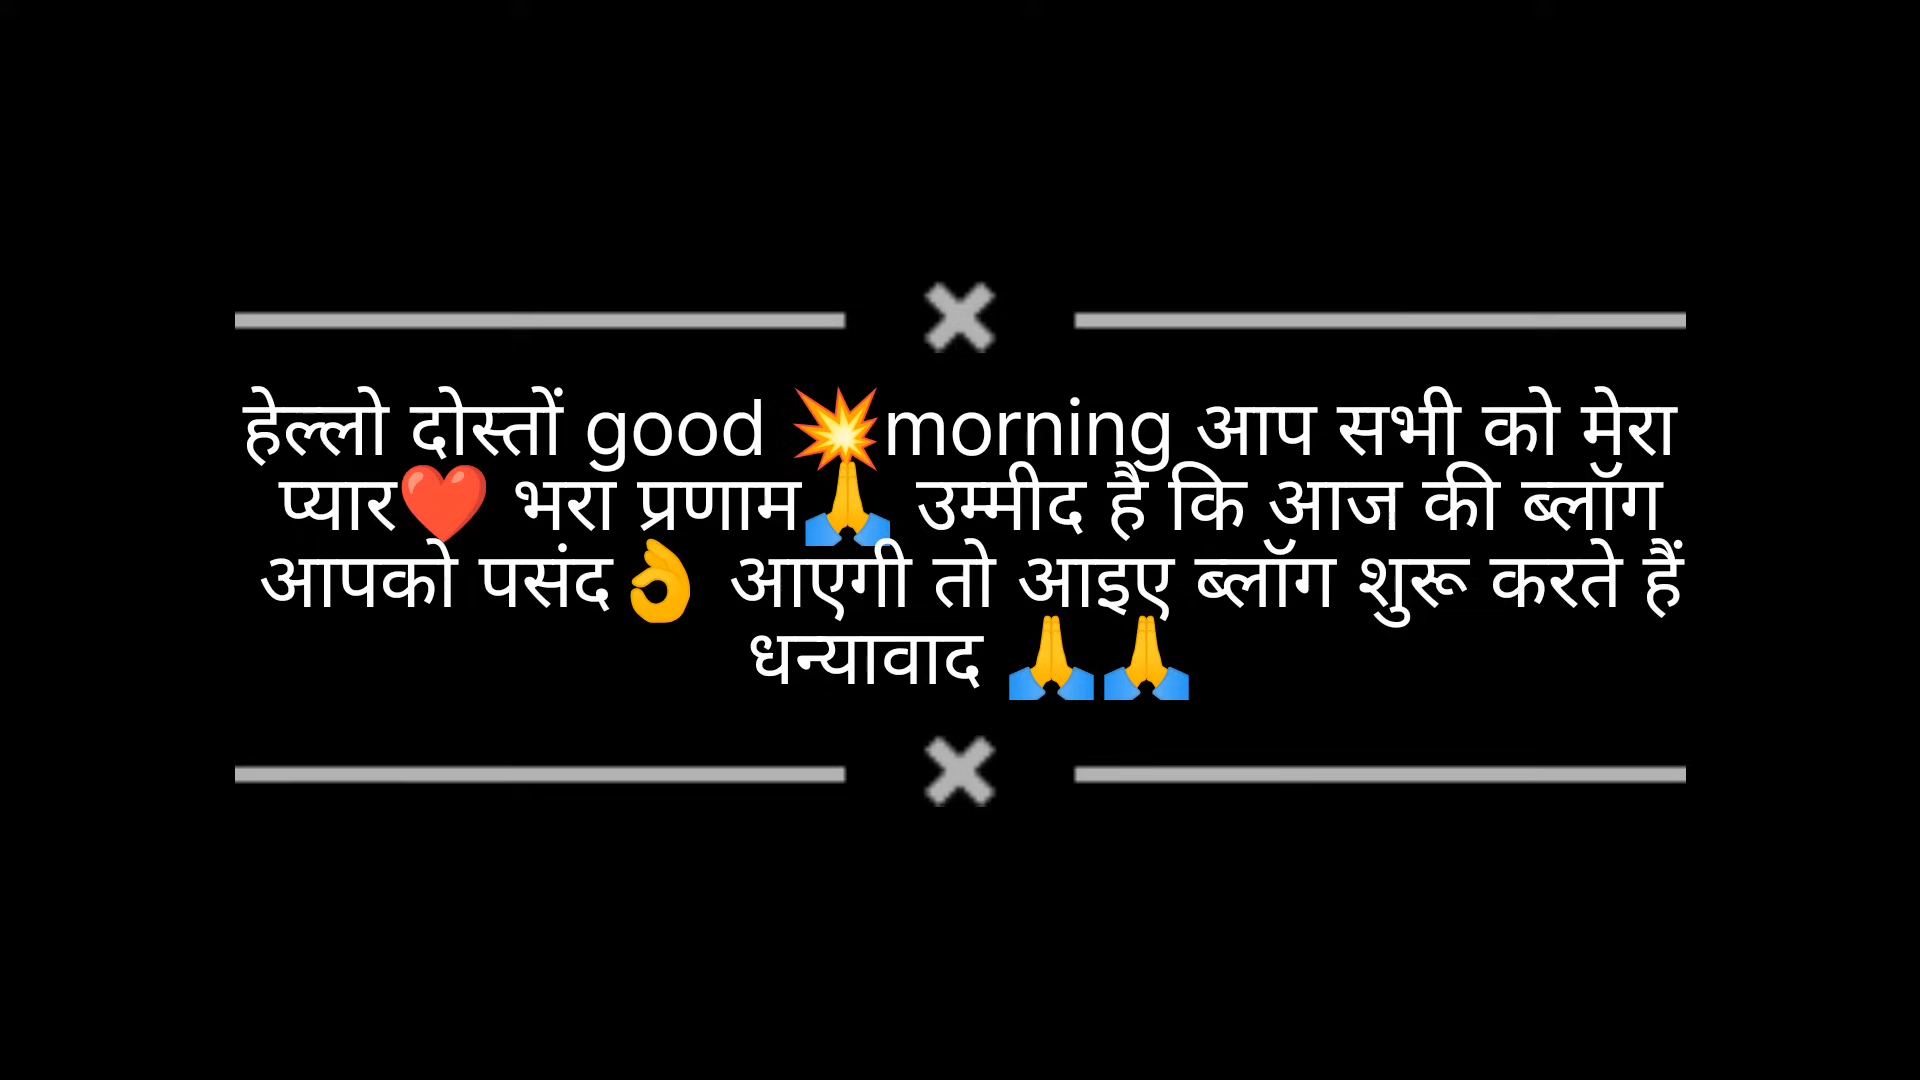 हेल्लो दोस्तों good 💥morning आप सभी को मेरा
प्यार❤️ भरा प्रणाम🙏 उम्मीद है कि आज की ब्लॉग
आपको पसंद👌 आएगी तो आइए ब्लॉग शुरू करते हैं
धन्यावाद 🙏🙏